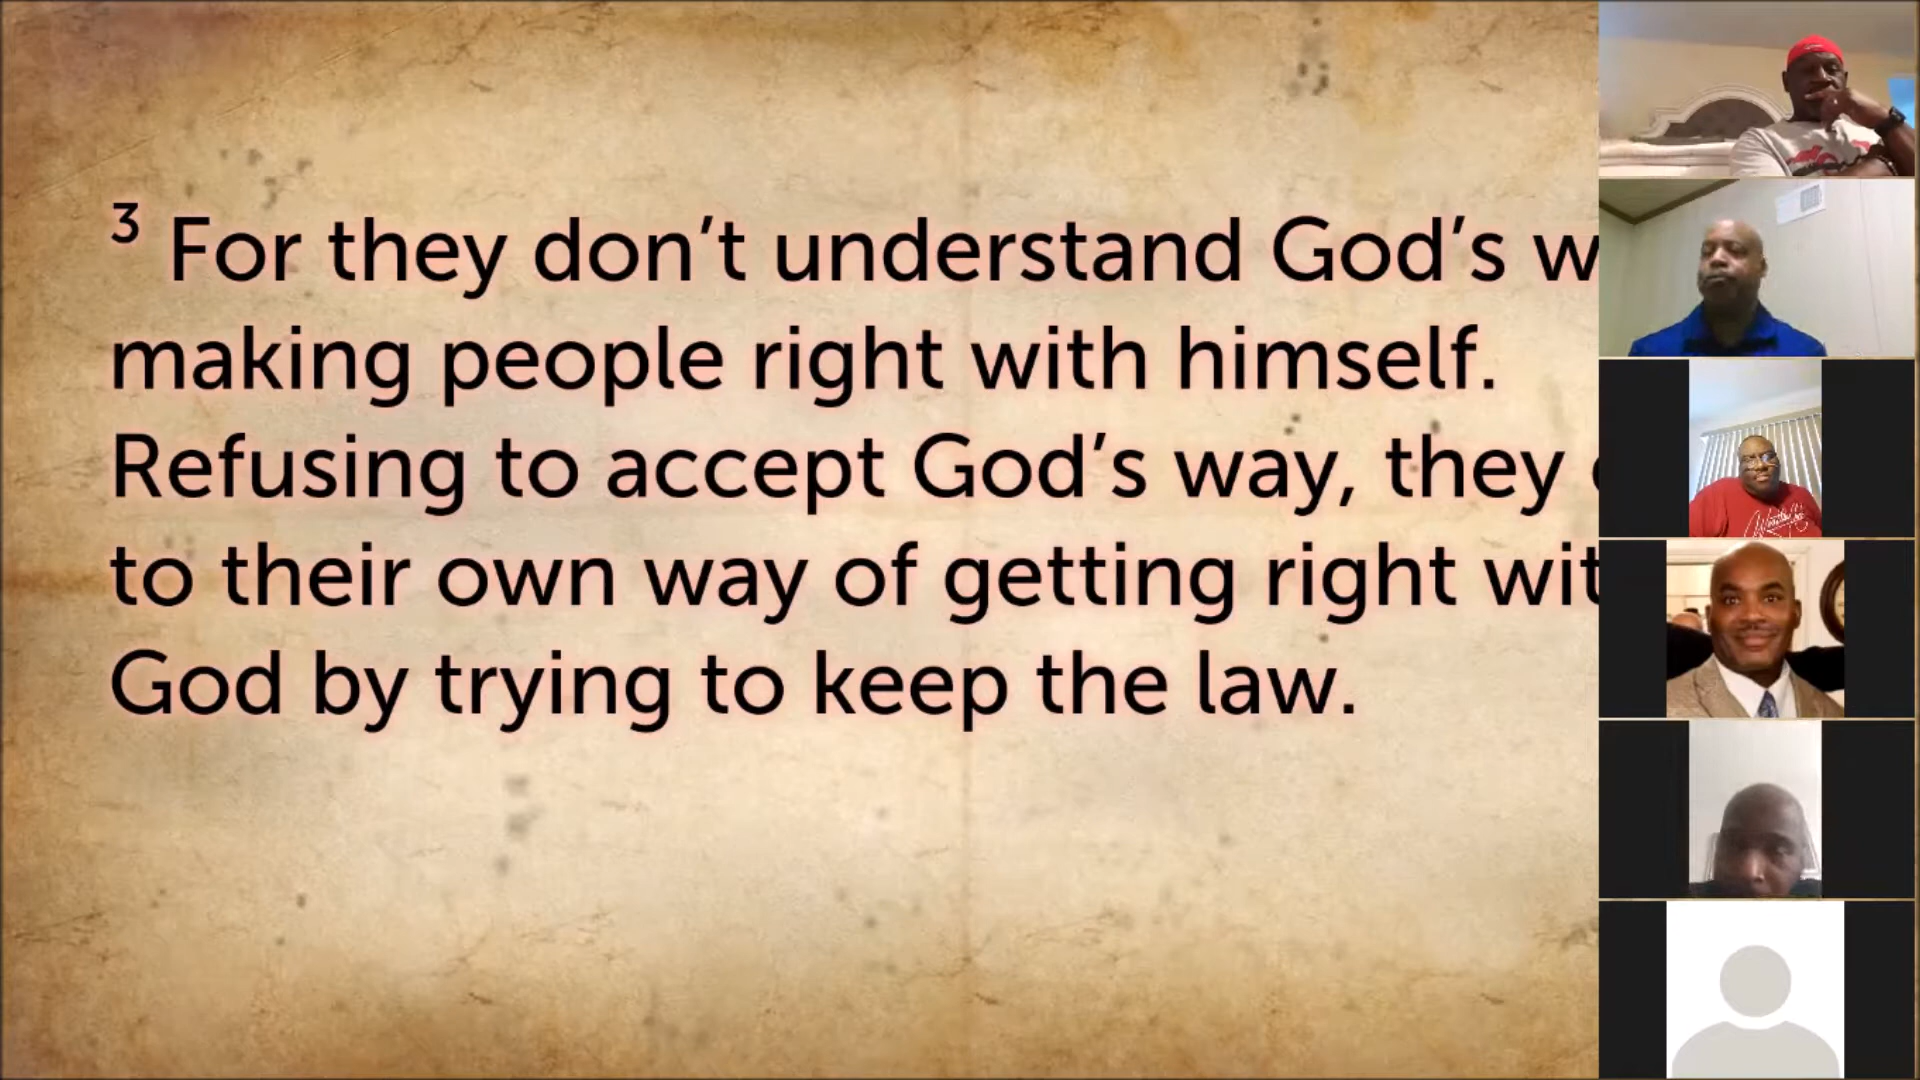 3 For they don’t understand God’s
making people right with himself.
Refusing to accept God’s way, they
to their own way of getting right
God by trying to keep the law.